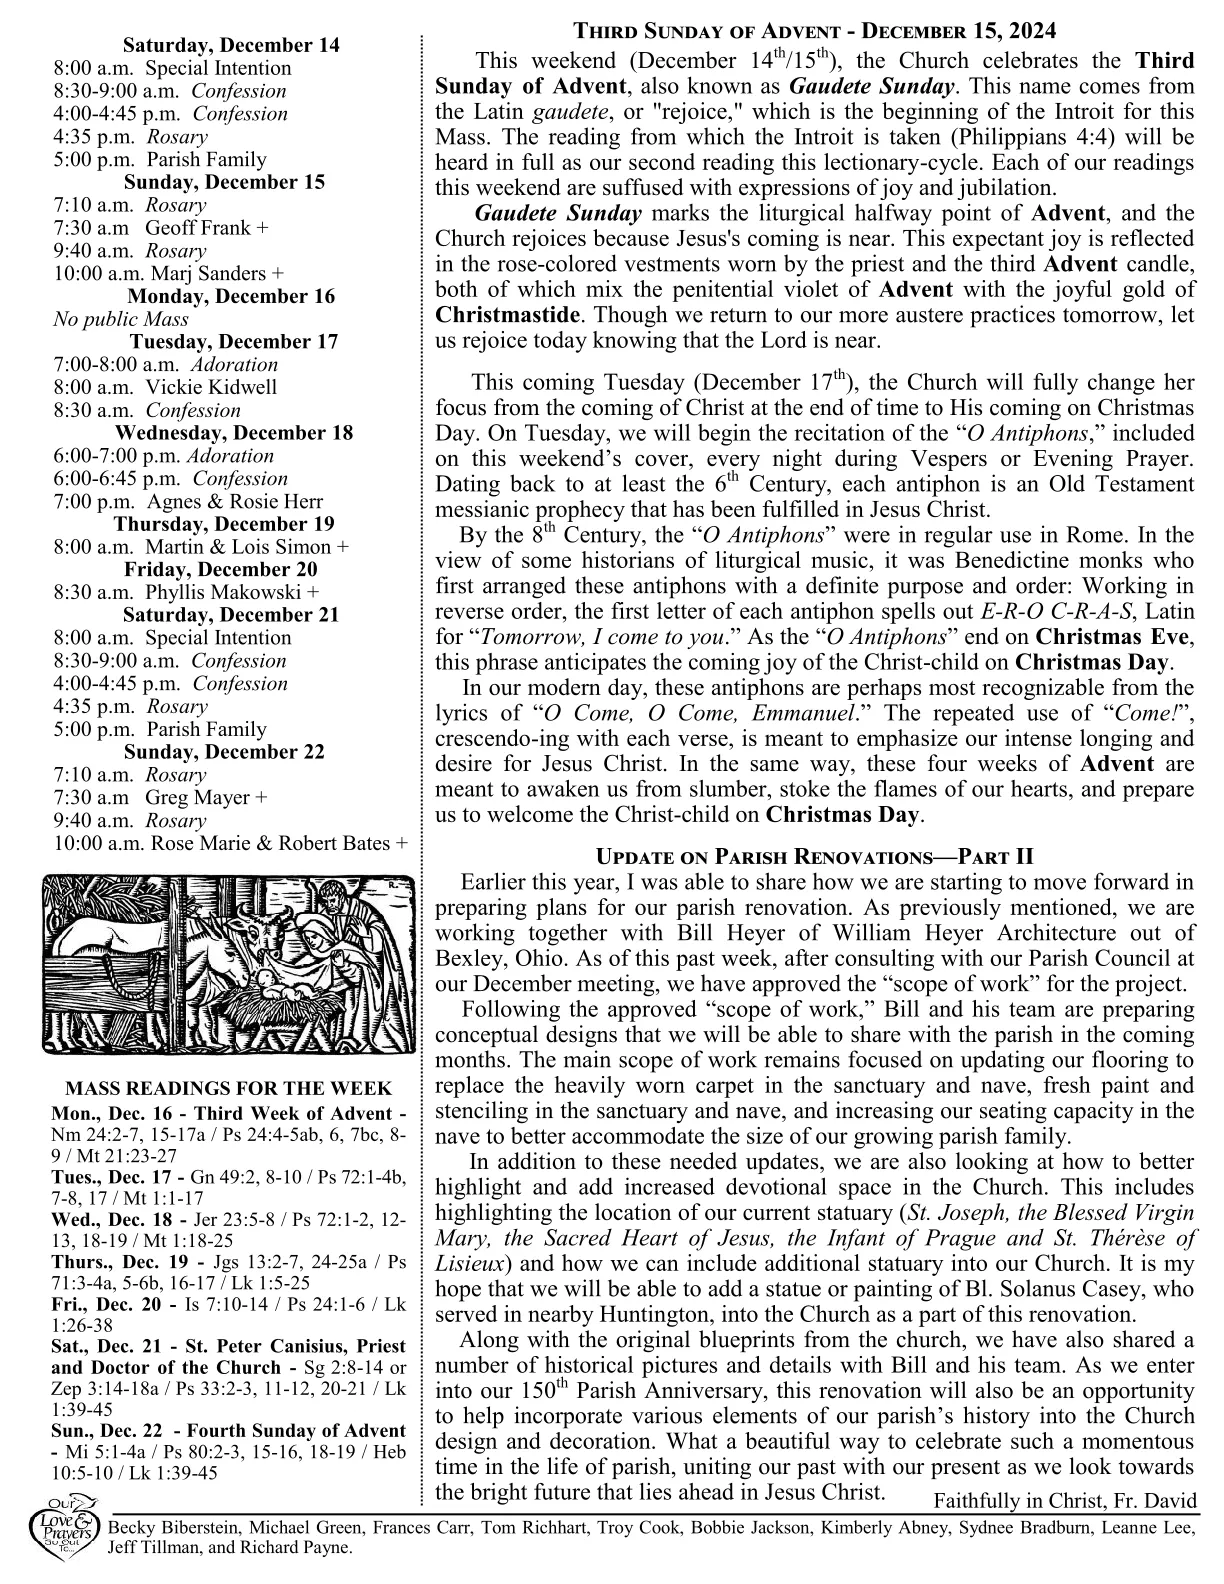 Saturday, December 14
8:00 a.m. Special Intention
8:30-9:00 a.m. Confession
4:00-4:45 p.m. Confession
4:35 p.m. Rosary
5:00 p.m. Parish Family
Sunday, December 15
7:10 a.m. Rosary
7:30 a.m Geoff Frank +
9:40 a.m. Rosary
10:00 a.m. Marj Sanders +
Monday, December 16
No public Mass
Tuesday, December 17
7:00-8:00 a.m. Adoration
8:00 a.m. Vickie Kidwell
8:30 a.m. Confession
Wednesday, December 18
6:00-7:00 p.m. Adoration
6:00-6:45 p.m. Confession
7:00 p.m. Agnes & Rosie Herr
Thursday, December 19
8:00 a.m. Martin & Lois Simon +
Friday, December 20
8:30 a.m. Phyllis Makowski +
Saturday, December 21
8:00 a.m. Special Intention
8:30-9:00 a.m. Confession
4:00-4:45 p.m. Confession
4:35 p.m. Rosary
5:00 p.m. Parish Family
Sunday, December 22
7:10 a.m. Rosary
7:30 a.m Greg Mayer +
9:40 a.m. Rosary
10:00 a.m. Rose Marie & Robert Bates +
R.
MASS READINGS FOR THE WEEK
Mon., Dec. 16 - Third Week of Advent -
Nm 24:2-7, 15-17a / Ps 24:4-5ab, 6, 7bc, 8-
9 / Mt 21:23-27
Tues., Dec. 17 - Gn 49:2, 8-10 / Ps 72:1-4b,
7-8, 17 / Mt 1:1-17
Wed., Dec. 18 - Jer 23:5-8 / Ps 72:1-2, 12-
13, 18-19 / Mt 1:18-25
Thurs., Dec. 19 - Jgs 13:2-7, 24-25a / Ps
71:3-4a, 5-6b, 16-17 / Lk 1:5-25
Fri., Dec. 20 - Is 7:10-14 / Ps 24:1-6 / Lk
1:26-38
Sat., Dec. 21 - St. Peter Canisius, Priest
and Doctor of the Church - Sg 2:8-14 or
Zep 3:14-18a / Ps 33:2-3, 11-12, 20-21 / Lk
1:39-45
Sun., Dec. 22 - Fourth Sunday of Advent
- Mi 5:1-4a / Ps 80:2-3, 15-16, 18-19 / Heb
10:5-10 / Lk 1:39-45
THIRD SUNDAY OF ADVENT - DECEMBER 15, 2024
This weekend (December 14th/15th), the Church celebrates the Third
Sunday of Advent, also known as Gaudete Sunday. This name comes from
the Latin gaudete, or "rejoice," which is the beginning of the Introit for this
Mass. The reading from which the Introit is taken (Philippians 4:4) will be
heard in full as our second reading this lectionary-cycle. Each of our readings
this weekend are suffused with expressions of joy and jubilation.
Gaudete Sunday marks the liturgical halfway point of Advent, and the
Church rejoices because Jesus's coming is near. This expectant joy is reflected
in the rose-colored vestments worn by the priest and the third Advent candle,
both of which mix the penitential violet of Advent with the joyful gold of
Christmastide. Though we return to our more austere practices tomorrow, let
us rejoice today knowing that the Lord is near.
This coming Tuesday (December 17th), the Church will fully change her
focus from the coming of Christ at the end of time to His coming on Christmas
Day. On Tuesday, we will begin the recitation of the “O Antiphons,” included
on this weekend’s cover, every night during Vespers or Evening Prayer.
Dating back to at least the 6th Century, each antiphon is an Old Testament
messianic prophecy that has been fulfilled in Jesus Christ.
By the 8th Century, the “O Antiphons” were in regular use in Rome. In the
view of some historians of liturgical music, it was Benedictine monks who
first arranged these antiphons with a definite purpose and order: Working in
reverse order, the first letter of each antiphon spells out E-R-O C-R-A-S, Latin
for “Tomorrow, I come to you.” As the “O Antiphons” end on Christmas Eve,
this phrase anticipates the coming joy of the Christ-child on Christmas Day.
In our modern day, these antiphons are perhaps most recognizable from the
lyrics of “O Come, O Come, Emmanuel.” The repeated use of “Come!”,
crescendo-ing with each verse, is meant to emphasize our intense longing and
desire for Jesus Christ. In the same way, these four weeks of Advent are
meant to awaken us from slumber, stoke the flames of our hearts, and prepare
us to welcome the Christ-child on Christmas Day.
UPDATE ON PARISH RENOVATIONS—PART II
Earlier this year, I was able to share how we are starting to move forward in
preparing plans for our parish renovation. As previously mentioned, we are
working together with Bill Heyer of William Heyer Architecture out of
Bexley, Ohio. As of this past week, after consulting with our Parish Council at
our December meeting, we have approved the “scope of work” for the project.
Following the approved “scope of work,” Bill and his team are preparing
conceptual designs that we will be able to share with the parish in the coming
months. The main scope of work remains focused on updating our flooring to
replace the heavily worn carpet in the sanctuary and nave, fresh paint and
stenciling in the sanctuary and nave, and increasing our seating capacity in the
nave to better accommodate the size of our growing parish family.
In addition to these needed updates, we are also looking at how to better
highlight and add increased devotional space in the Church. This includes
highlighting the location of our current statuary (St. Joseph, the Blessed Virgin
Mary, the Sacred Heart of Jesus, the Infant of Prague and St. Thérèse of
Lisieux) and how we can include additional statuary into our Church. It is my
hope that we will be able to add a statue or painting of Bl. Solanus Casey, who
served in nearby Huntington, into the Church as a part of this renovation.
Along with the original blueprints from the church, we have also shared a
number of historical pictures and details with Bill and his team. As we enter
into our 150th Parish Anniversary, this renovation will also be an opportunity
to help incorporate various elements of our parish’s history into the Church
design and decoration. What a beautiful way to celebrate such a momentous
time in the life of parish, uniting our past with our present as we look towards
the bright future that lies ahead in Jesus Christ.
Faithfully in Christ, Fr. David
Our
Love &
Prayers
Go Out
To...
Becky Biberstein, Michael Green, Frances Carr, Tom Richhart, Troy Cook, Bobbie Jackson, Kimberly Abney, Sydnee Bradburn, Leanne Lee,
Jeff Tillman, and Richard Payne.